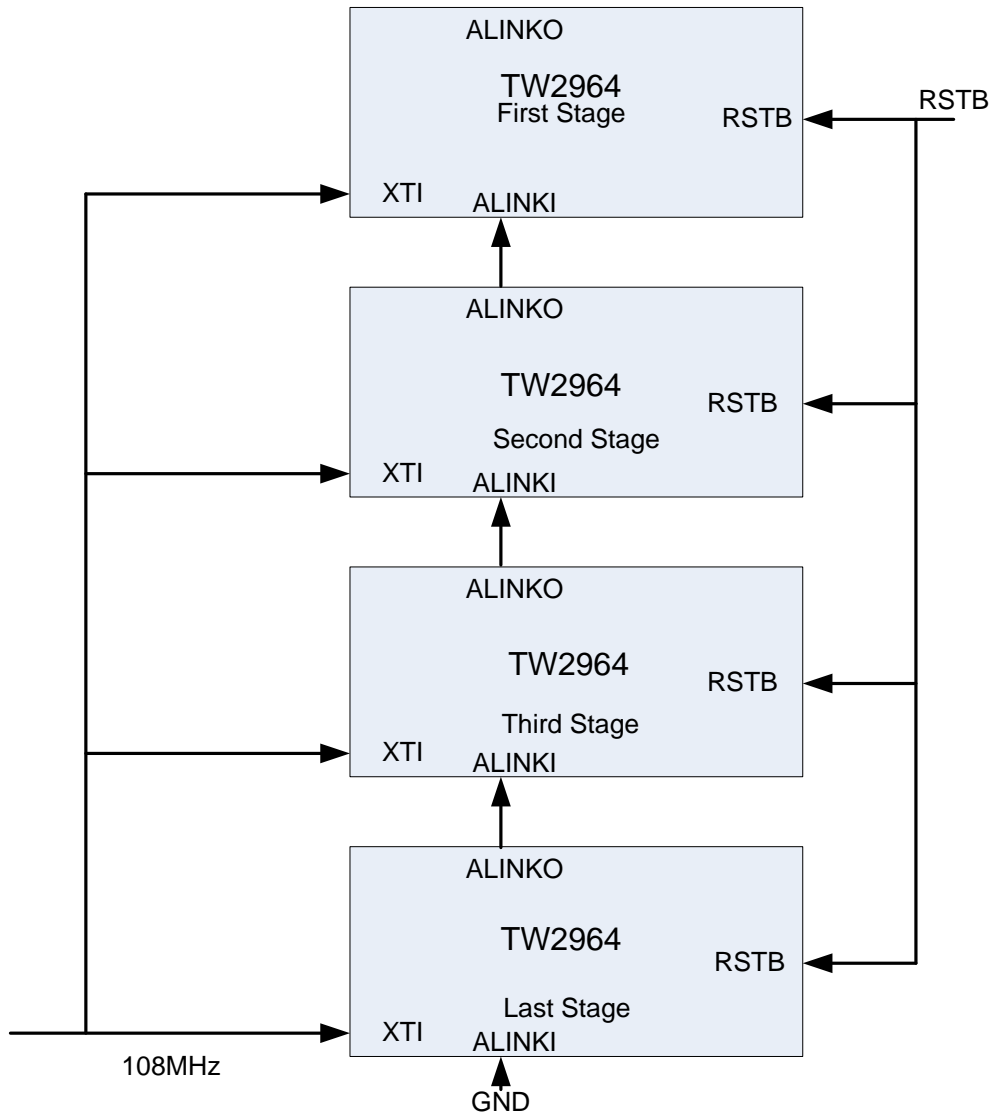 ALINKO
TW2964
First Stage
RSTB
RSTB
XTI
ALINKI
ALINKO
TW2964
RSTB
Second Stage
XTI
ALINKI
ALINKO
TW2964
RSTB
Third Stage
XTI
ALINKI
ALINKO
TW2964
RSTB
Last Stage
XTI
ALINKI
108MHz
GND